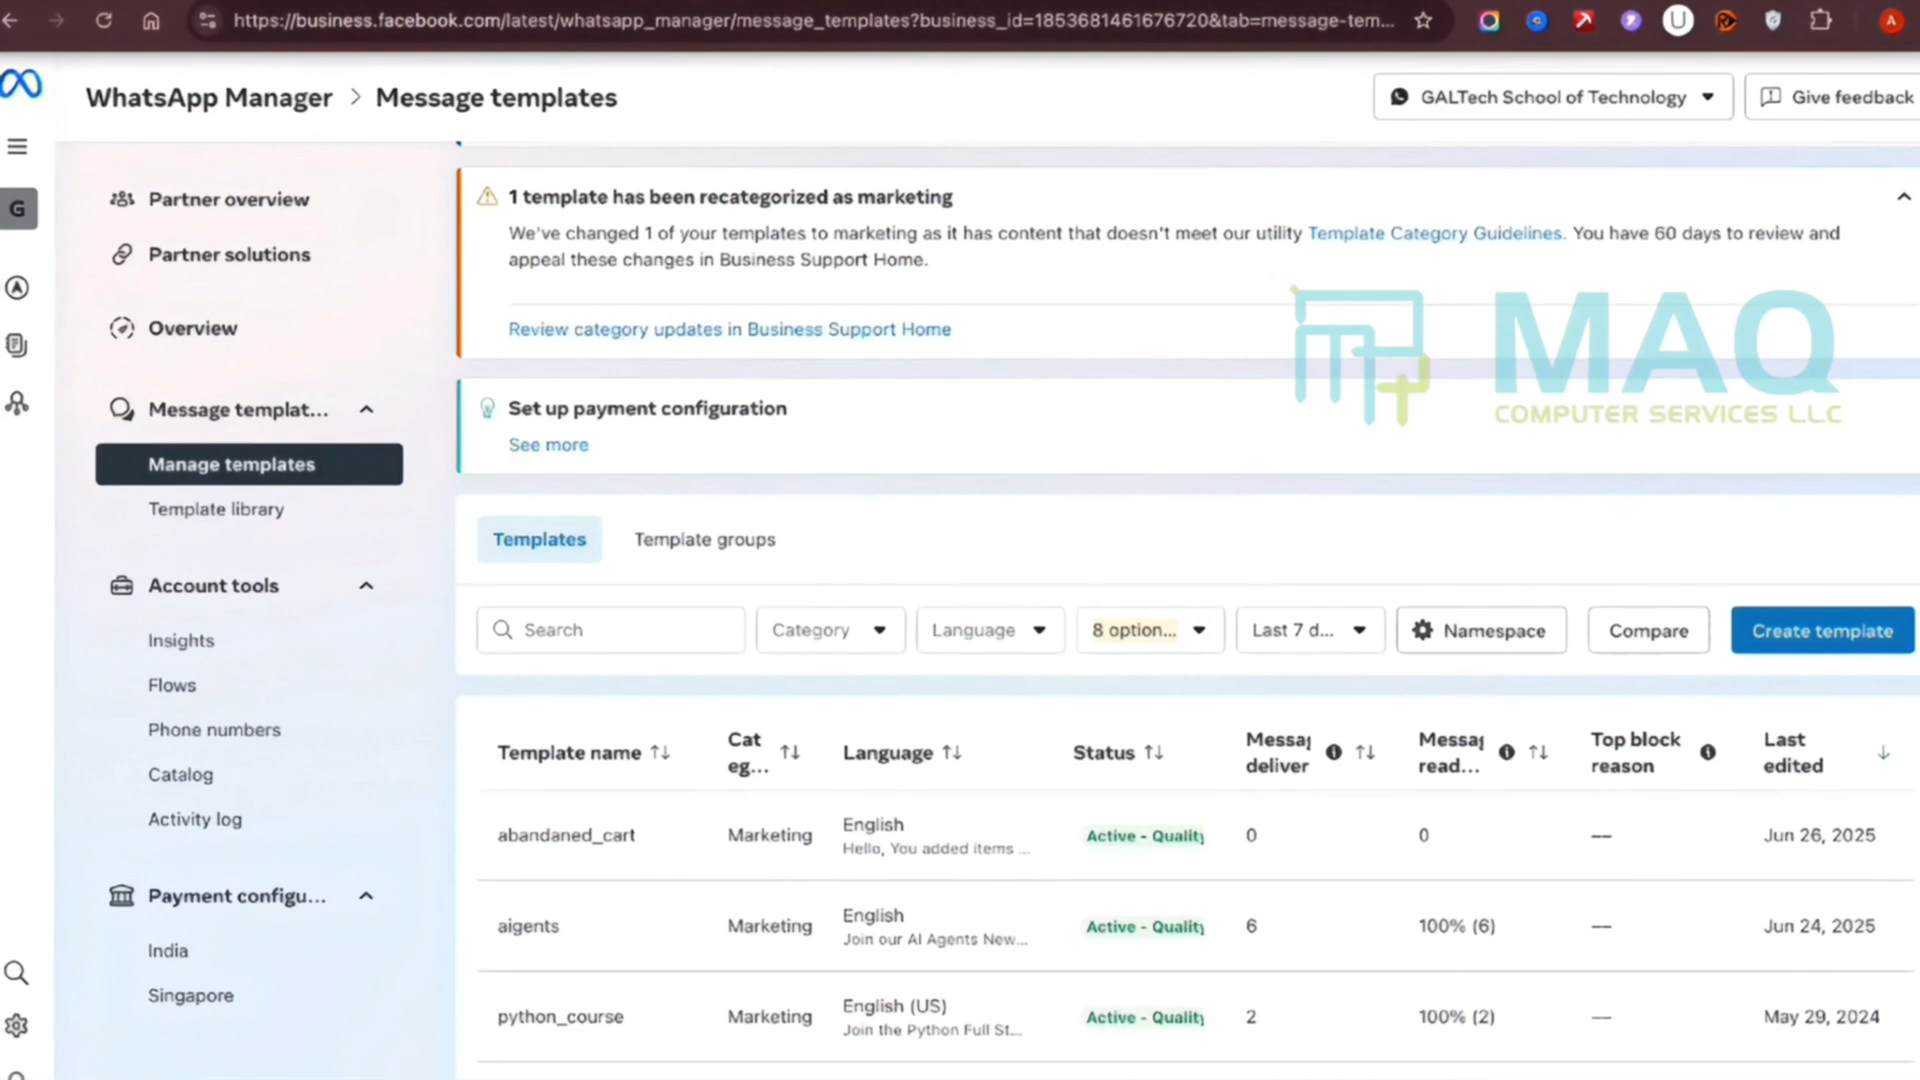 https://business.facebook.com/latest/whatsapp_manager/message_templates?business_id=1853681461676720&tab=message-tem...
WhatsApp Manager > Message templates
GALTech School of Technology
Give feedback
G
Partner overview
Partner solutions
Overview
Message templat...
Manage templates
Template library
Account tools
Insights
Flows
Phone numbers
Catalog
Activity log
Payment configu...
India
Singapore
1 template has been recategorized as marketing
We've changed 1 of your templates to marketing as it has content that doesn't meet our utility Template Category Guidelines. You have 60 days to review and
appeal these changes in Business Support Home.
Review category updates in Business Support Home
MAQ
COMPUTER SERVICES LLC
Set up payment configuration
See more
Templates Template groups
Search Category Language 8 option... Last 7 d... Namespace Compare Create template
Template name Cat eg... Language Status Messag deliver Messag read... Top block reason Last edited
abandaned_cart Marketing English Active - Quality 0 0 — Jun 26, 2025
Hello, You added items ...
aigents Marketing English Active - Quality 6 100% (6) — Jun 24, 2025
Join our AI Agents New...
python_course Marketing English (US) Active - Quality 2 100% (2) — May 29, 2024
Join the Python Full St...